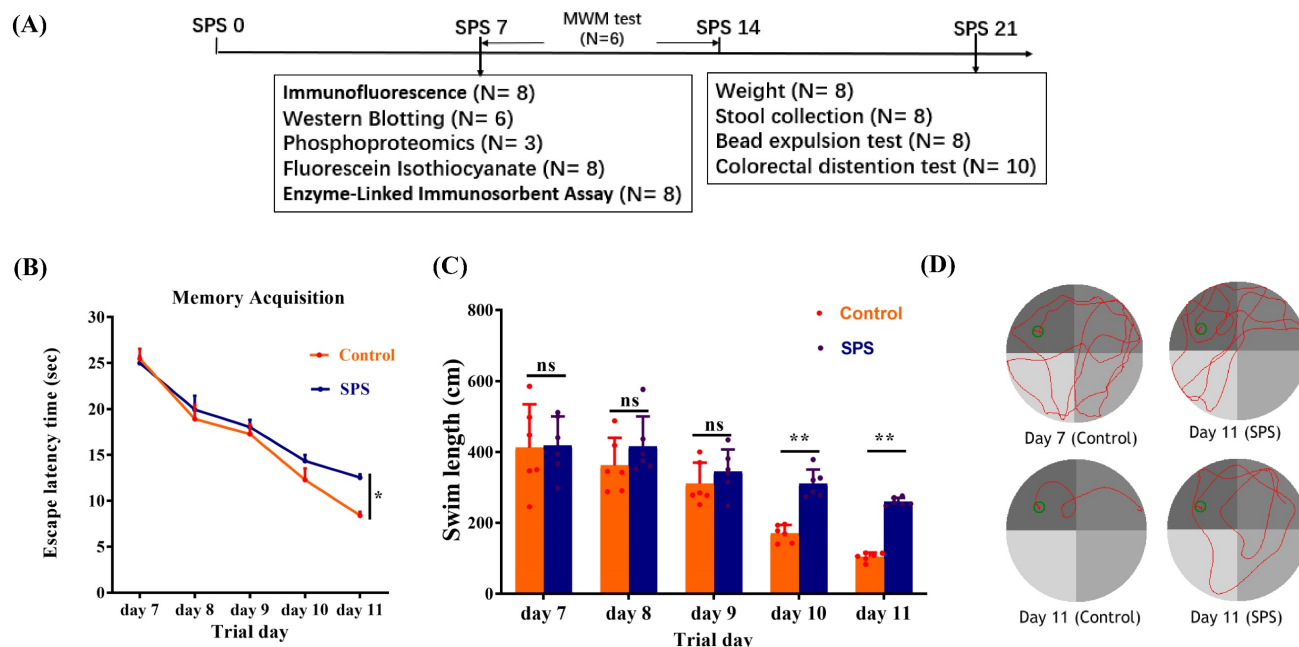 (A)
SPS 0
SPS 7
MWM test
(N=6)
SPS 14
SPS 21
Immunofluorescence (N= 8)
Western Blotting (N= 6)
Phosphoproteomics (N= 3)
Fluorescein Isothiocyanate (N= 8)
Enzyme-Linked Immunosorbent Assay (N= 8)
Weight (N= 8)
Stool collection (N= 8)
Bead expulsion test (N= 8)
Colorectal distention test (N= 10)
(B)
Memory Acquisition
Escape latency time (sec)
30
25
20
15
10
5
0
Control
SPS
*
day 7 day 8 day 9 day 10 day 11
Trial day
(C)
Swim length (cm)
800
600
400
200
0
Control
SPS
ns
ns
ns
**
**
day 7 day 8 day 9 day 10 day 11
Trial day
(D)
Day 7 (Control)
Day 11 (SPS)
Day 11 (Control)
Day 11 (SPS)